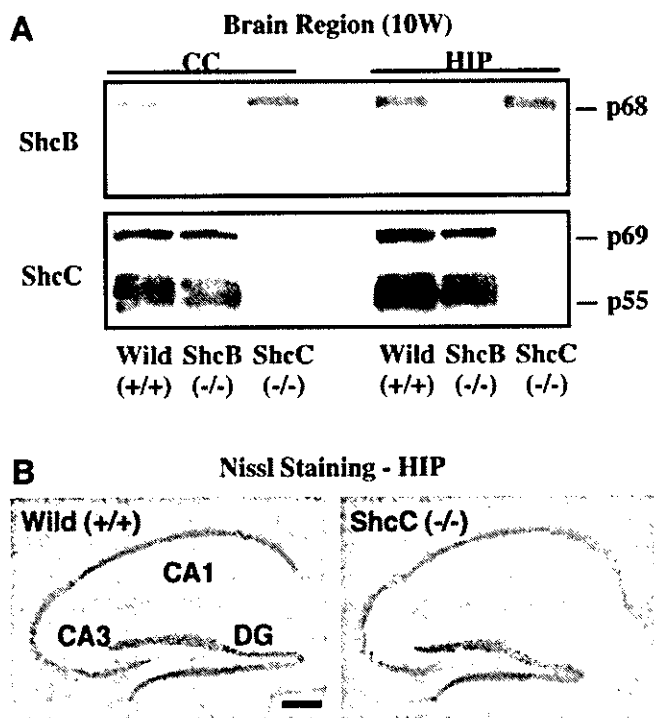 A
Brain Region (10W)
CC HIP
ShcB
p68
ShcC
p69
p55
Wild ShcB ShcC Wild ShcB ShcC
(+/+) (-/-) (-/-) (+/+) (-/-) (-/-)
B
Nissl Staining - HIP
Wild (+/+) ShcC (-/-)
CA1
CA3 DG